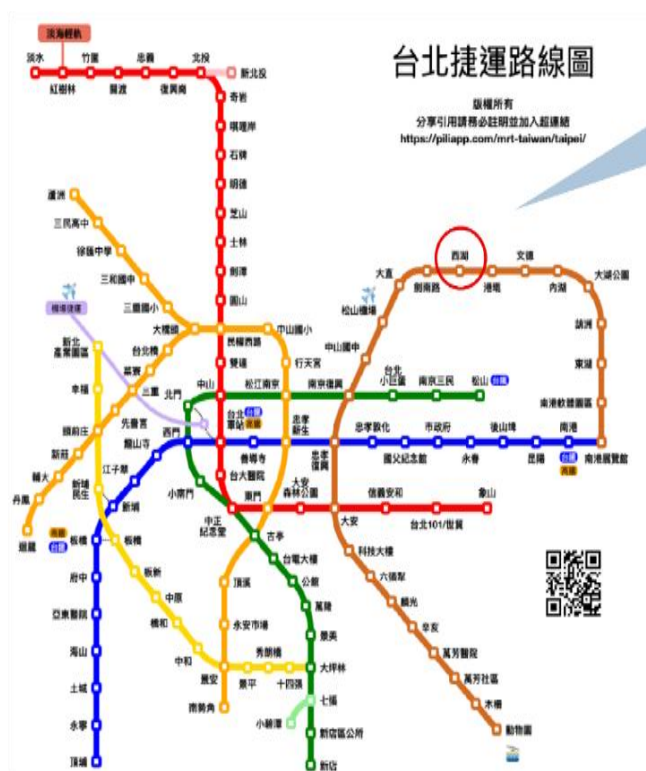 台北捷運路線圖
版權所有
分享引用請務必註明並加入超連結
https://piliapp.com/mrt-taiwan/taipei/
淡海輕軌
淡水
竹圍
忠義
北投
紅樹林
關渡
復興崗
新北投
奇岩
唭哩岸
石牌
明德
芝山
士林
劍潭
圓山
蘆洲
三民高中
徐匯中學
三和國中
三重國小
大橋頭
民權西路
中山國小
機場捷運
新北
產業園區
台北橋
菜寮
三重
雙連
行天宮
幸福
先嗇宮
頭前庄
新莊
輔大
丹鳳
迴龍
西湖
文德
大直
劍南路
港墘
內湖
大湖公園
葫洲
東湖
南港軟體園區
南港展覽館
松山機場
中山國中
北門
中山
松江南京
南京復興
台北
小巨蛋
南京三民
松山
台鐵
台北
車站
台鐵
高鐵
忠孝
新生
西門
龍山寺
善導寺
忠孝
復興
忠孝敦化
國父紀念館
市政府
永春
後山埤
昆陽
南港
台鐵
高鐵
江子翠
新埔
新埔
民生
台大醫院
小南門
中正
紀念堂
東門
大安
森林公園
大安
信義安和
台北101/世貿
象山
板橋
高鐵
台鐵
板橋
府中
亞東醫院
海山
土城
永寧
頂埔
板新
中原
橋和
中和
古亭
台電大樓
公館
萬隆
景美
大坪林
七張
小碧潭
新店區公所
新店
頂溪
永安市場
景安
南勢角
秀朗橋
景平
十四張
科技大樓
六張犁
麟光
辛亥
萬芳醫院
萬芳社區
木柵
動物園